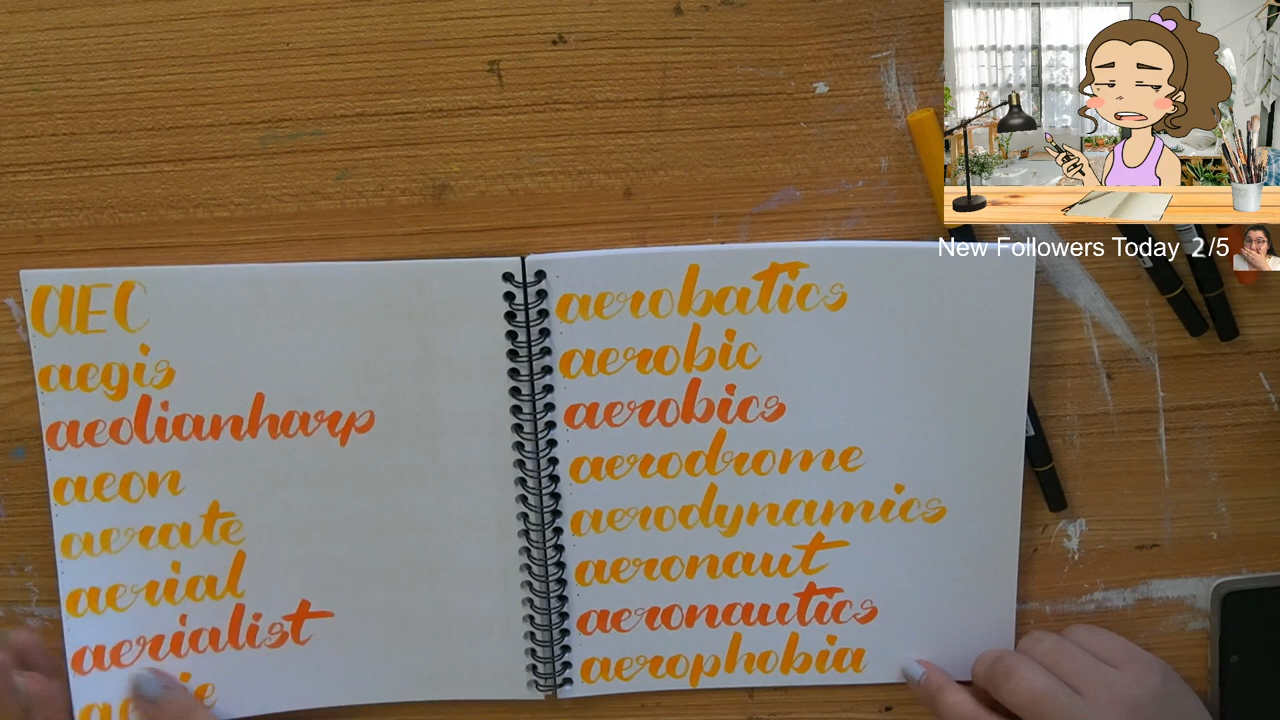 AEC
aegis
aeolianharp
aeon
aerate
aerial
aerialist
aerobatics
aerobic
aerobics
aerodrome
aerodynamics
aeronaut
aeronautics
aerophobia
New Followers Today 2/5